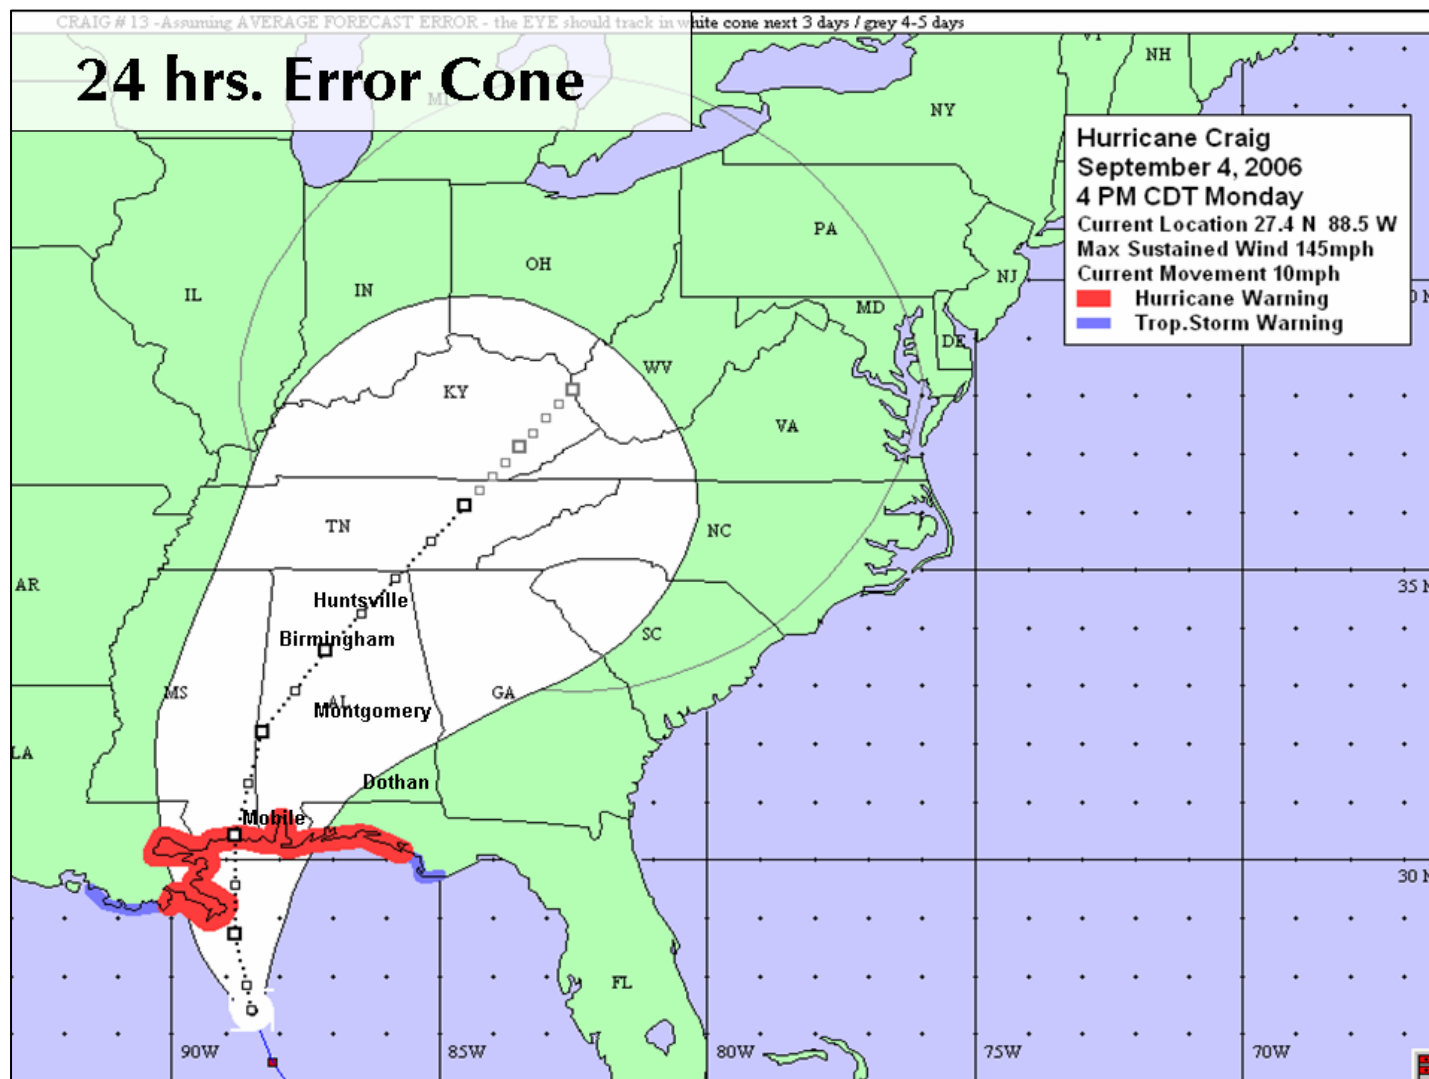 CRAIG # 13 -Assuming AVERAGE FORECAST ERROR - the EYE should track in white cone next 3 days / grey 4-5 days
24 hrs. Error Cone
MI
VT
NH
NY
Hurricane Craig
September 4, 2006
4 PM CDT Monday
Current Location 27.4 N 88.5 W
Max Sustained Wind 145mph
Current Movement 10mph
Hurricane Warning
Trop.Storm Warning
PA
OH
IN
IL
NJ
MD
DE
0 N
WV
KY
VA
TN
NC
AR
35 N
Huntsville
Birmingham
SC
MS
AL
GA
Montgomery
LA
Dothan
Mobile
30 N
FL
90W
85W
80W
75W
70W